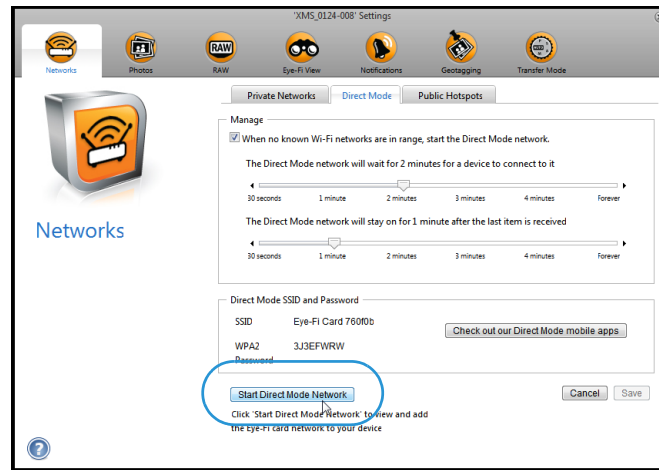 'XMS_0124-008' Settings
RAW
Networks Photos RAW Eye-Fi View Notifications Geotagging Transfer Mode
Private Networks Direct Mode Public Hotspots
Manage
When no known Wi-Fi networks are in range, start the Direct Mode network.
The Direct Mode network will wait for 2 minutes for a device to connect to it
30 seconds 1 minute 2 minutes 3 minutes 4 minutes Forever
Networks
The Direct Mode network will stay on for 1 minute after the last item is received
30 seconds 1 minute 2 minutes 3 minutes 4 minutes Forever
Direct Mode SSID and Password
SSID Eye-Fi Card 760f0b
Check out our Direct Mode mobile apps
WPA2 3J3EFWRW
Password
Start Direct Mode Network Cancel Save
Click 'Start Direct Mode Network' to view and add
the Eye-Fi card network to your device
?